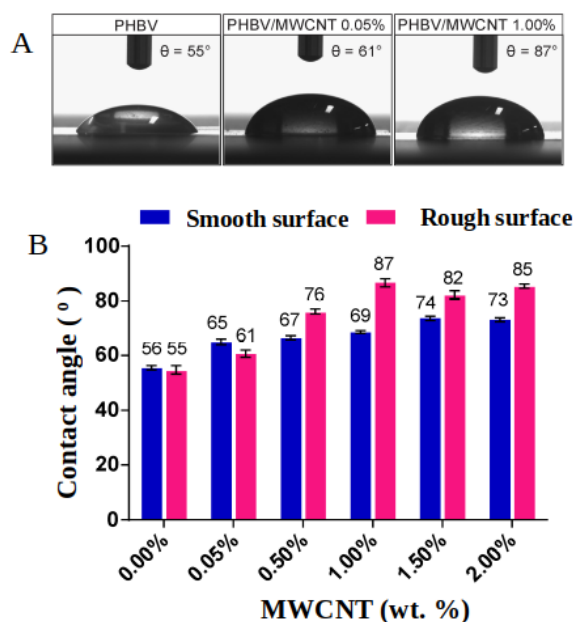 A
PHBV
PHBV/MWCNT 0.05%
PHBV/MWCNT 1.00%
θ = 55°
θ = 61°
θ = 87°
B
Smooth surface
Rough surface
Contact angle ( º )
100
80
60
40
20
0
56
55
65
61
67
76
69
87
74
82
73
85
0.00%
0.05%
0.50%
1.00%
1.50%
2.00%
MWCNT (wt. %)